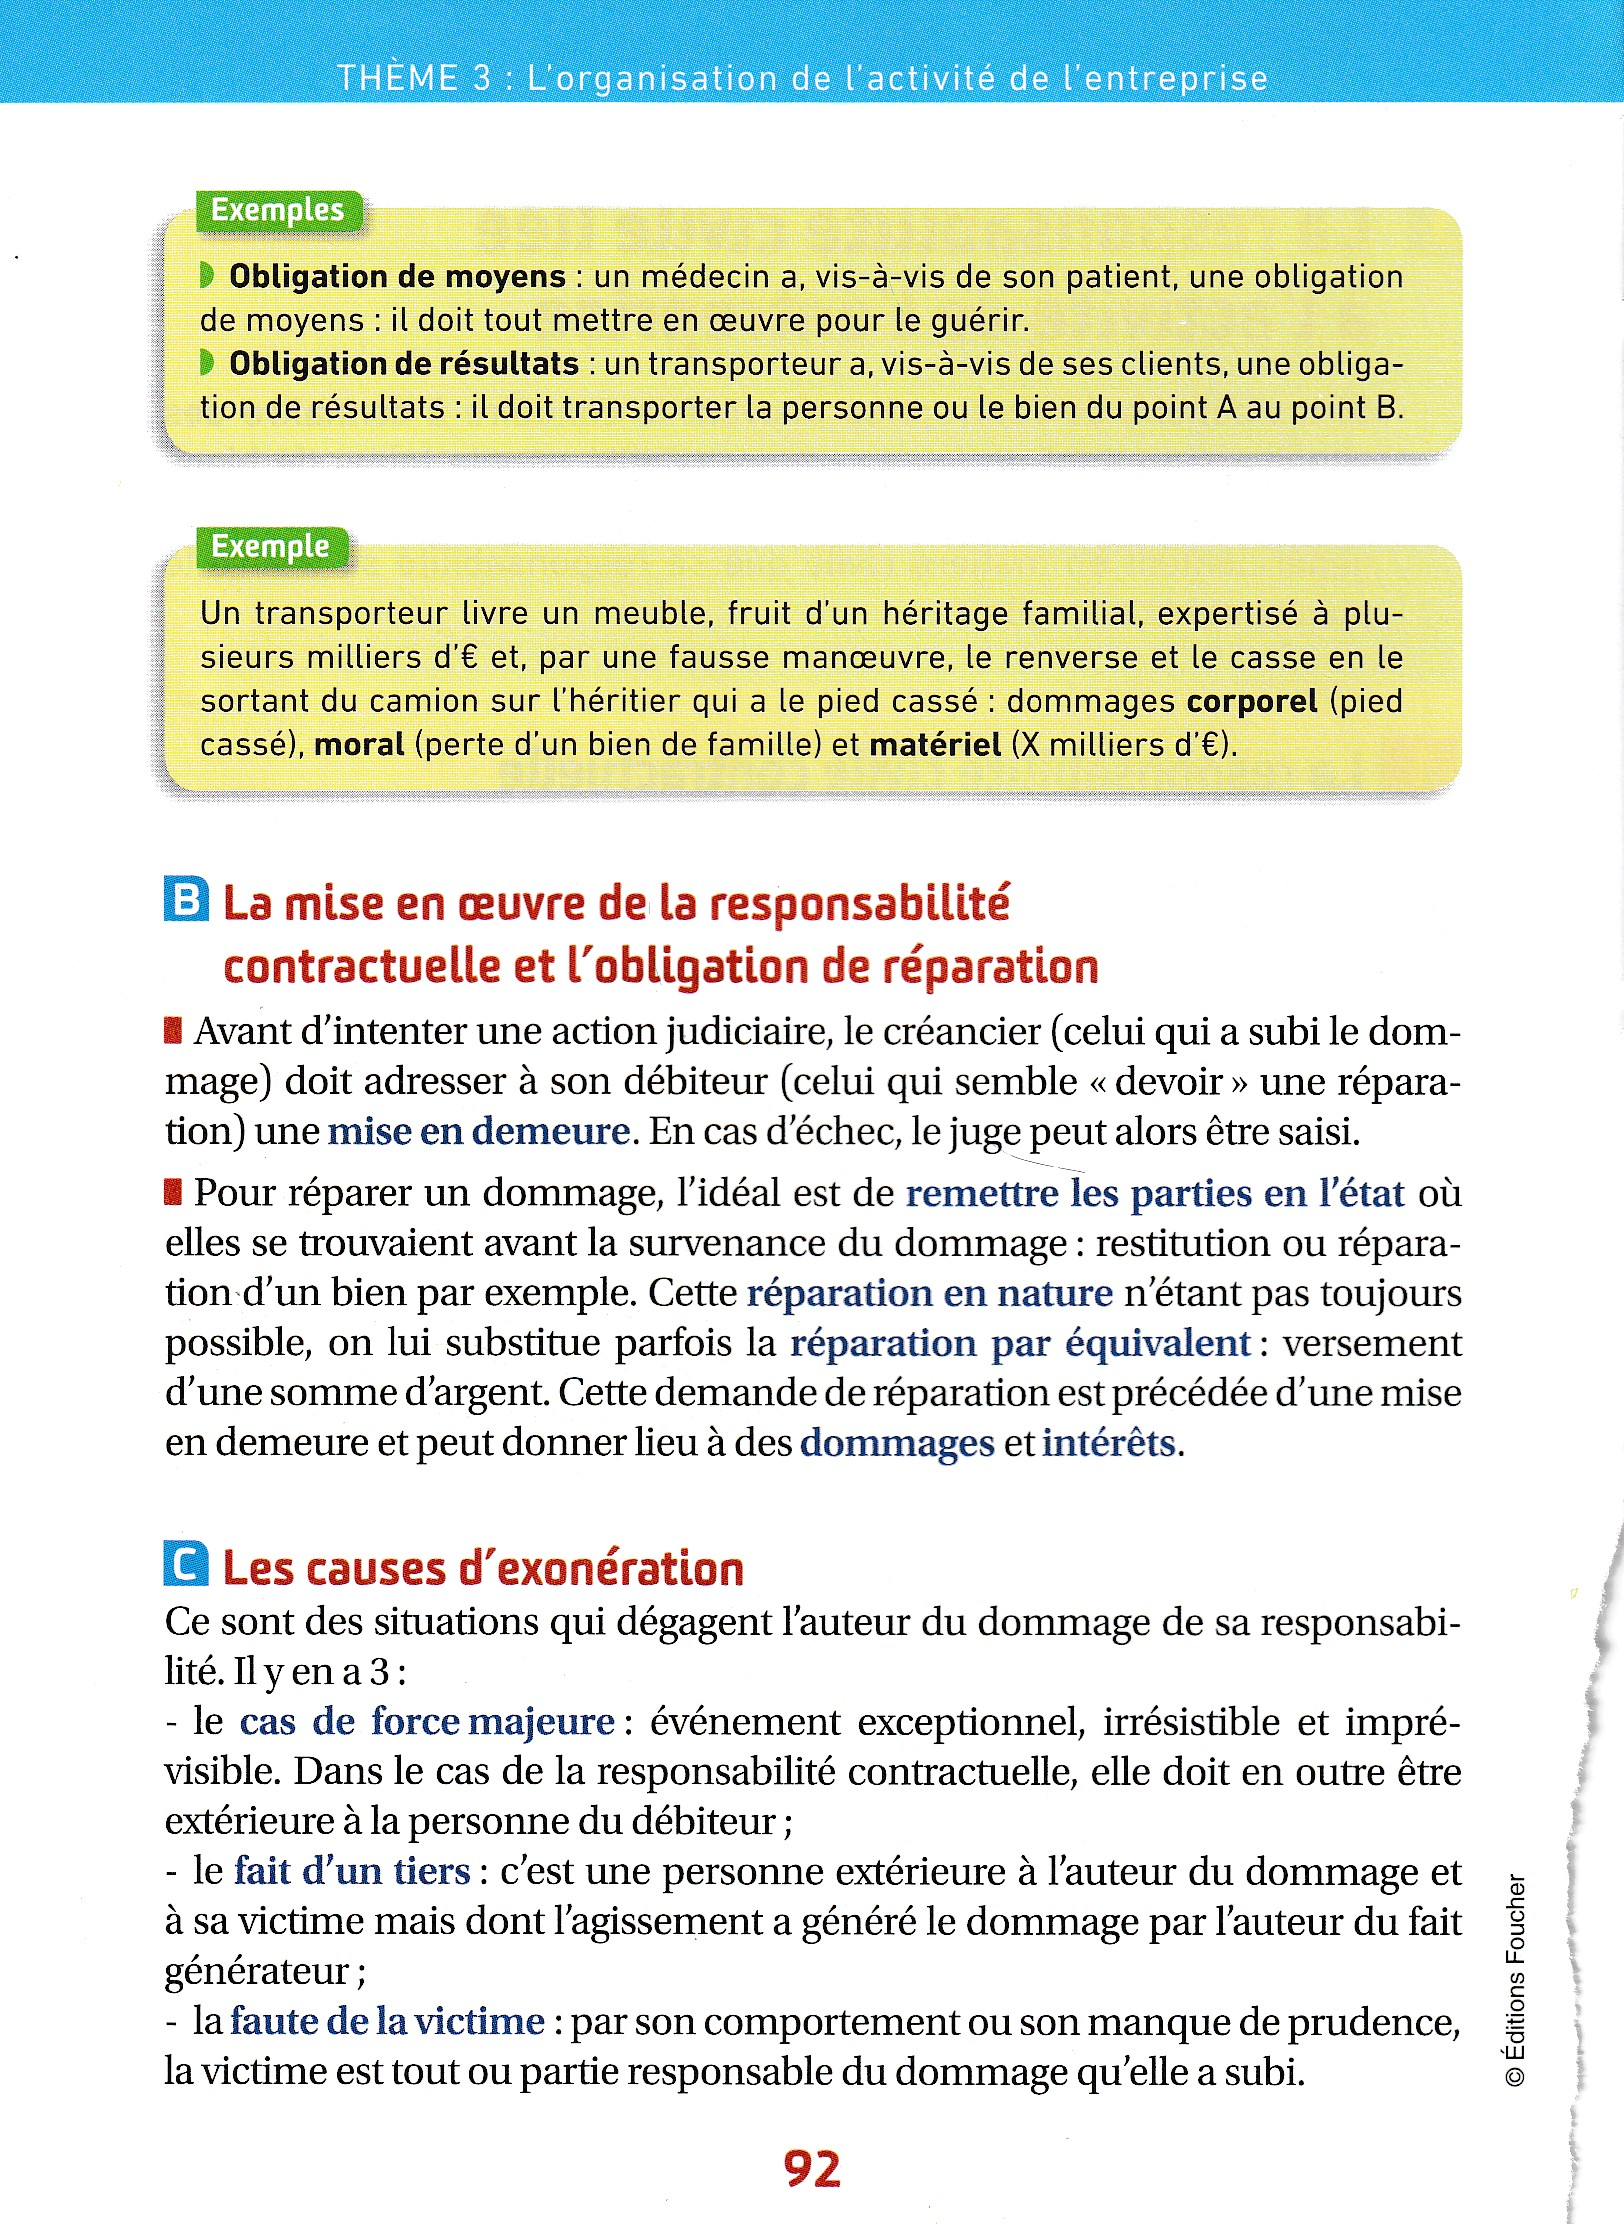 THÈME 3 : L'organisation de l'activité de l'entreprise
Exemples
Obligation de moyens : un médecin a, vis-à-vis de son patient, une obligation
de moyens : il doit tout mettre en œuvre pour le guérir.
Obligation de résultats : un transporteur a, vis-à-vis de ses clients, une obliga-
tion de résultats : il doit transporter la personne ou le bien du point A au point B.
Exemple
Un transporteur livre un meuble, fruit d'un héritage familial, expertisé à plu-
sieurs milliers d'€ et, par une fausse manœuvre, le renverse et le casse en le
sortant du camion sur l'héritier qui a le pied cassé : dommages corporel (pied
cassé), moral (perte d'un bien de famille) et matériel (X milliers d'€).
B La mise en œuvre de la responsabilité
contractuelle et l'obligation de réparation
Avant d'intenter une action judiciaire, le créancier (celui qui a subi le dom-
mage) doit adresser à son débiteur (celui qui semble « devoir » une répara-
tion) une mise en demeure. En cas d'échec, le juge peut alors être saisi.
Pour réparer un dommage, l'idéal est de remettre les parties en l'état où
elles se trouvaient avant la survenance du dommage : restitution ou répara-
tion d'un bien par exemple. Cette réparation en nature n'étant pas toujours
possible, on lui substitue parfois la réparation par équivalent : versement
d'une somme d'argent. Cette demande de réparation est précédée d'une mise
en demeure et peut donner lieu à des dommages et intérêts.
C Les causes d'exonération
Ce sont des situations qui dégagent l'auteur du dommage de sa responsabi-
lité. Il y en a 3 :
- le cas de force majeure : événement exceptionnel, irrésistible et impré-
visible. Dans le cas de la responsabilité contractuelle, elle doit en outre être
extérieure à la personne du débiteur ;
- le fait d'un tiers : c'est une personne extérieure à l'auteur du dommage et
à sa victime mais dont l'agissement a généré le dommage par l'auteur du fait
générateur ;
- la faute de la victime : par son comportement ou son manque de prudence,
la victime est tout ou partie responsable du dommage qu'elle a subi.
© Éditions Foucher
92